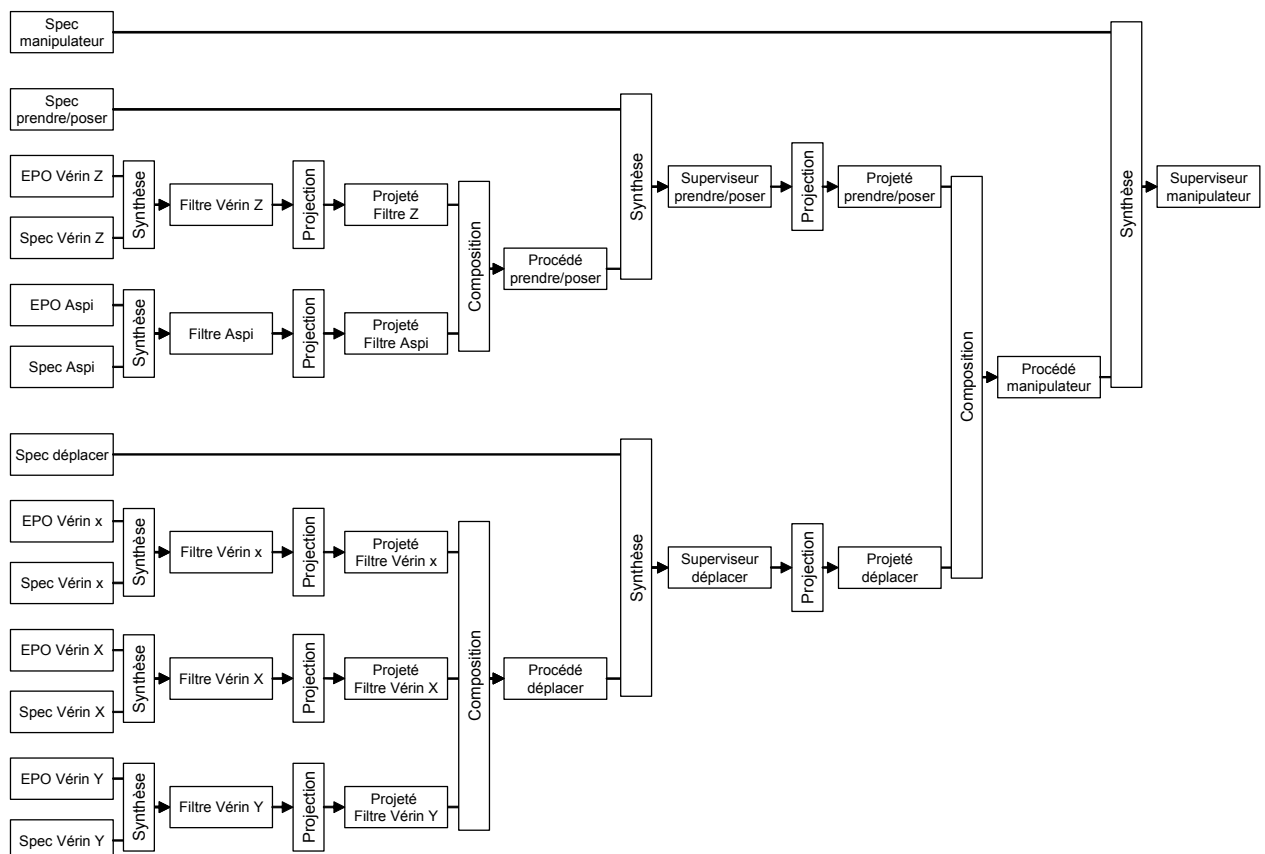 Spec
manipulateur
Spec
prendre/poser
EPO Vérin Z
Spec Vérin Z
Synthèse
Filtre Vérin Z
Projection
Projeté
Filtre Z
EPO Aspi
Spec Aspi
Synthèse
Filtre Aspi
Projection
Projeté
Filtre Aspi
Composition
Procédé
prendre/poser
Synthèse
Superviseur
prendre/poser
Projection
Projeté
prendre/poser
Spec déplacer
EPO Vérin x
Spec Vérin x
Synthèse
Filtre Vérin x
Projection
Projeté
Filtre Vérin x
EPO Vérin X
Spec Vérin X
Synthèse
Filtre Vérin X
Projection
Projeté
Filtre Vérin X
EPO Vérin Y
Spec Vérin Y
Synthèse
Filtre Vérin Y
Projection
Projeté
Filtre Vérin Y
Composition
Procédé
déplacer
Synthèse
Superviseur
déplacer
Projection
Projeté
déplacer
Composition
Procédé
manipulateur
Synthèse
Superviseur
manipulateur